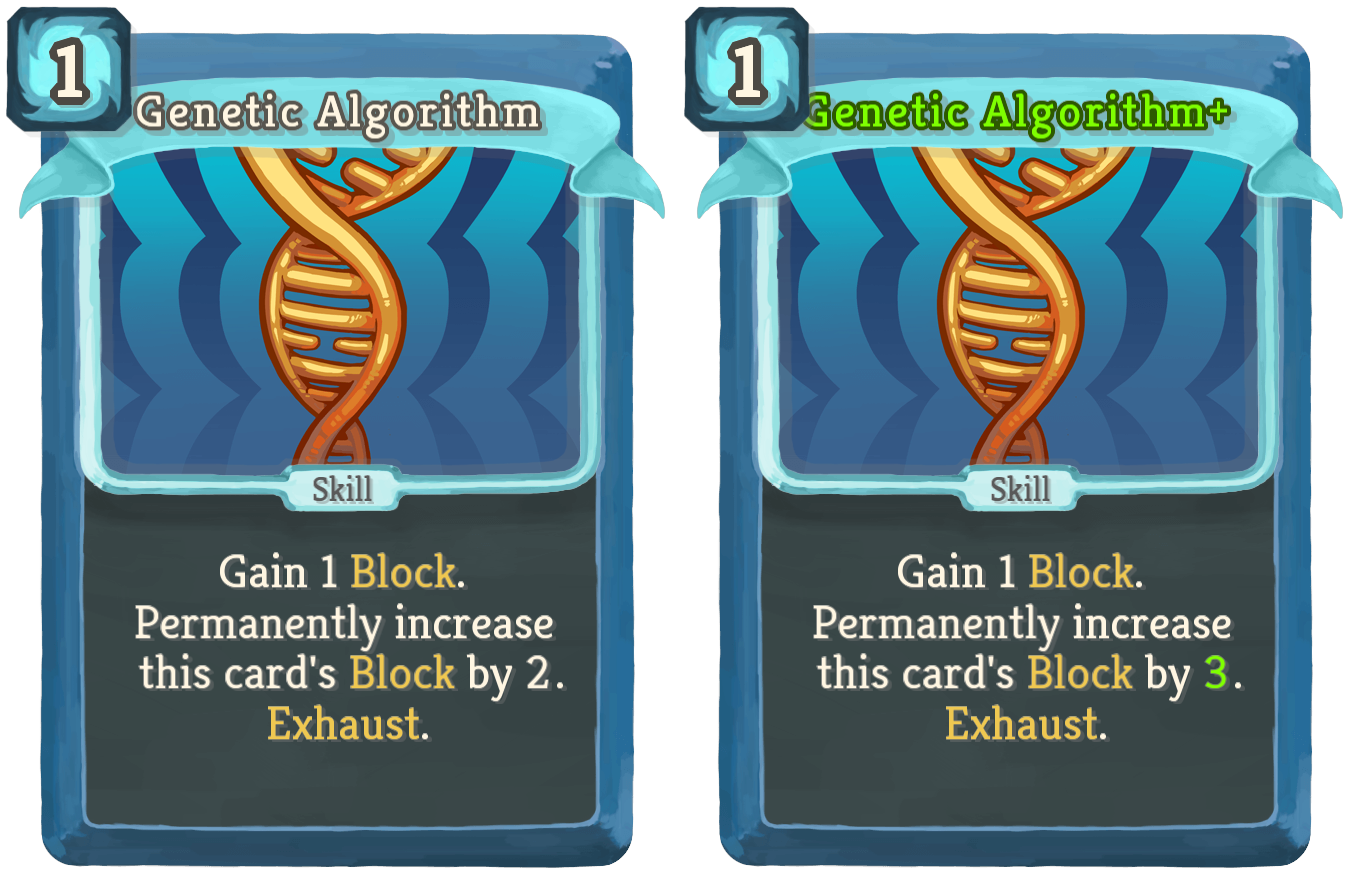 1
Genetic Algorithm
Skill
Gain 1 Block.
Permanently increase
this card's Block by 2.
Exhaust.
1
Genetic Algorithm+
Skill
Gain 1 Block.
Permanently increase
this card's Block by 3.
Exhaust.